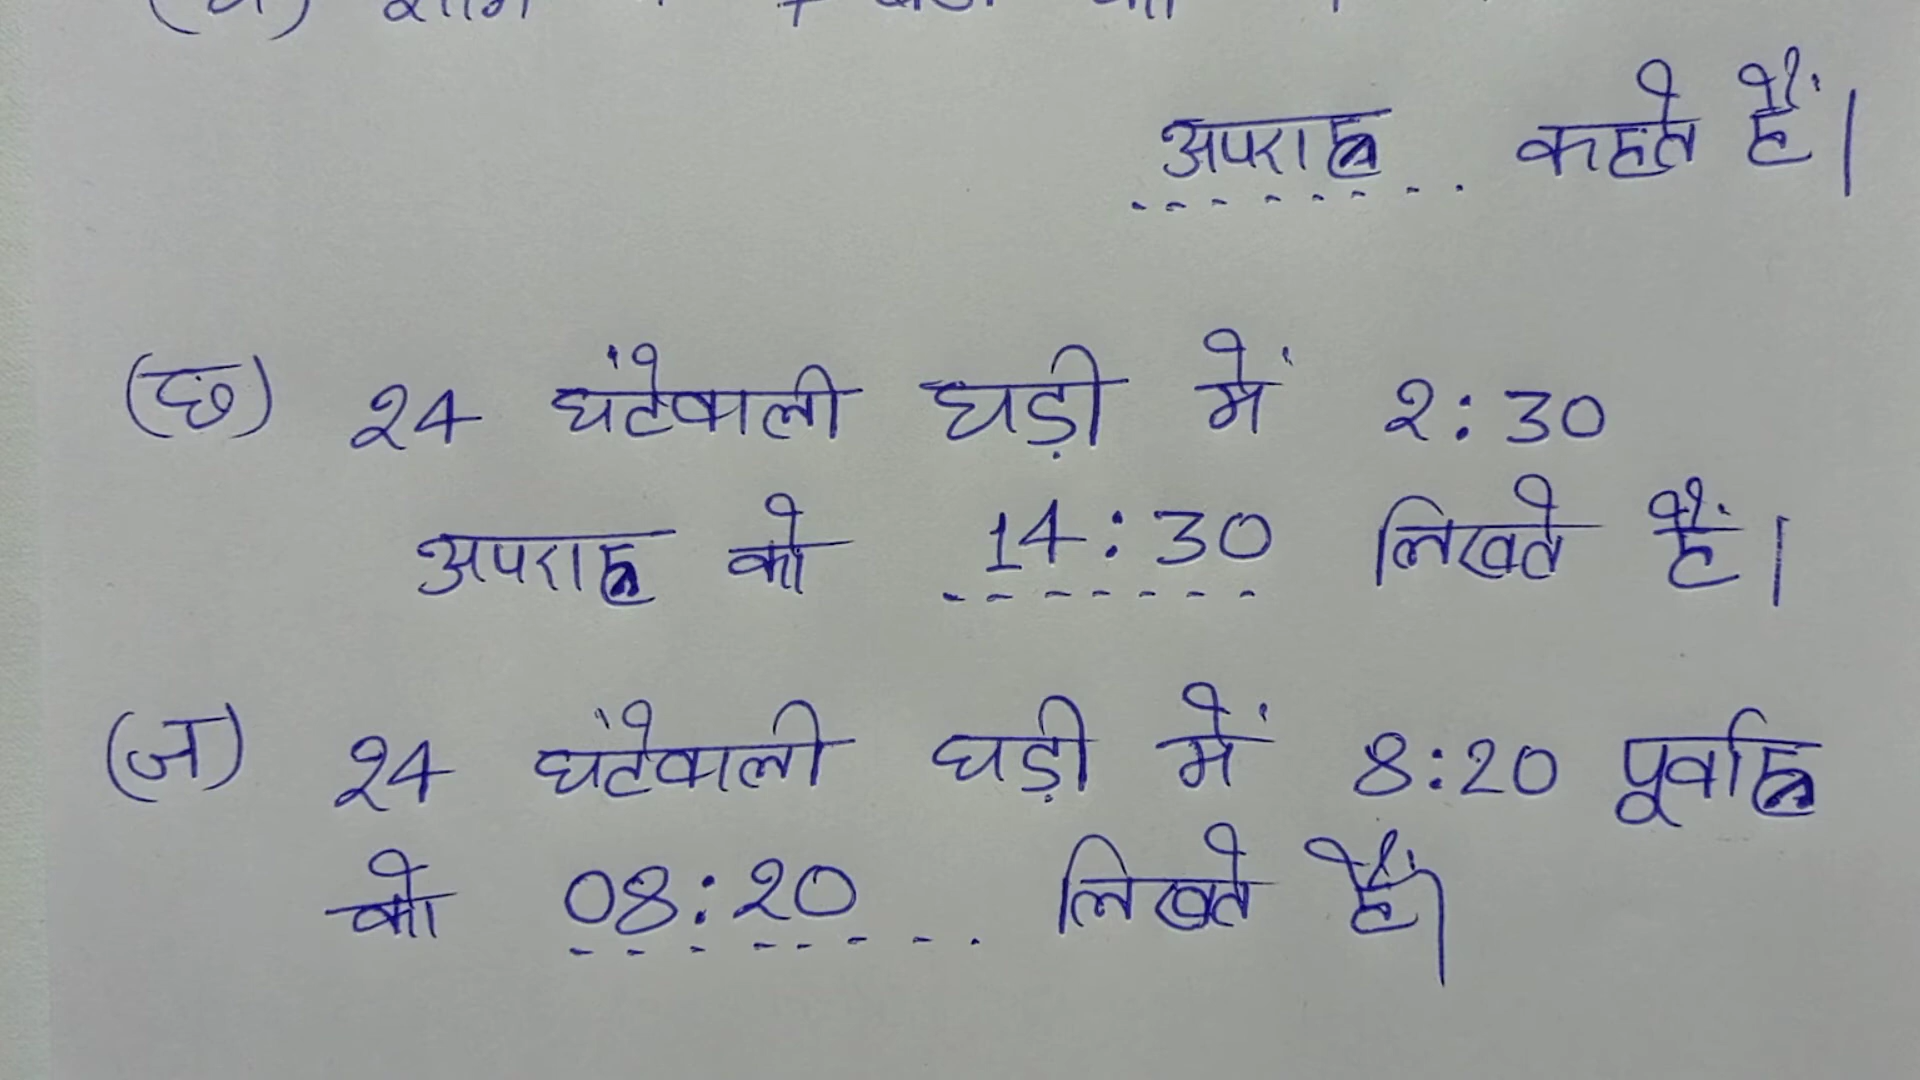 अपराह्न कहते हैं।
(छ) 24 घंटेवाली घड़ी में 2:30
अपराह्न को 14:30 लिखते हैं।
(ज) 24 घंटेवाली घड़ी में 8:20 पूर्वाह्न
को 08:20 लिखते हैं।